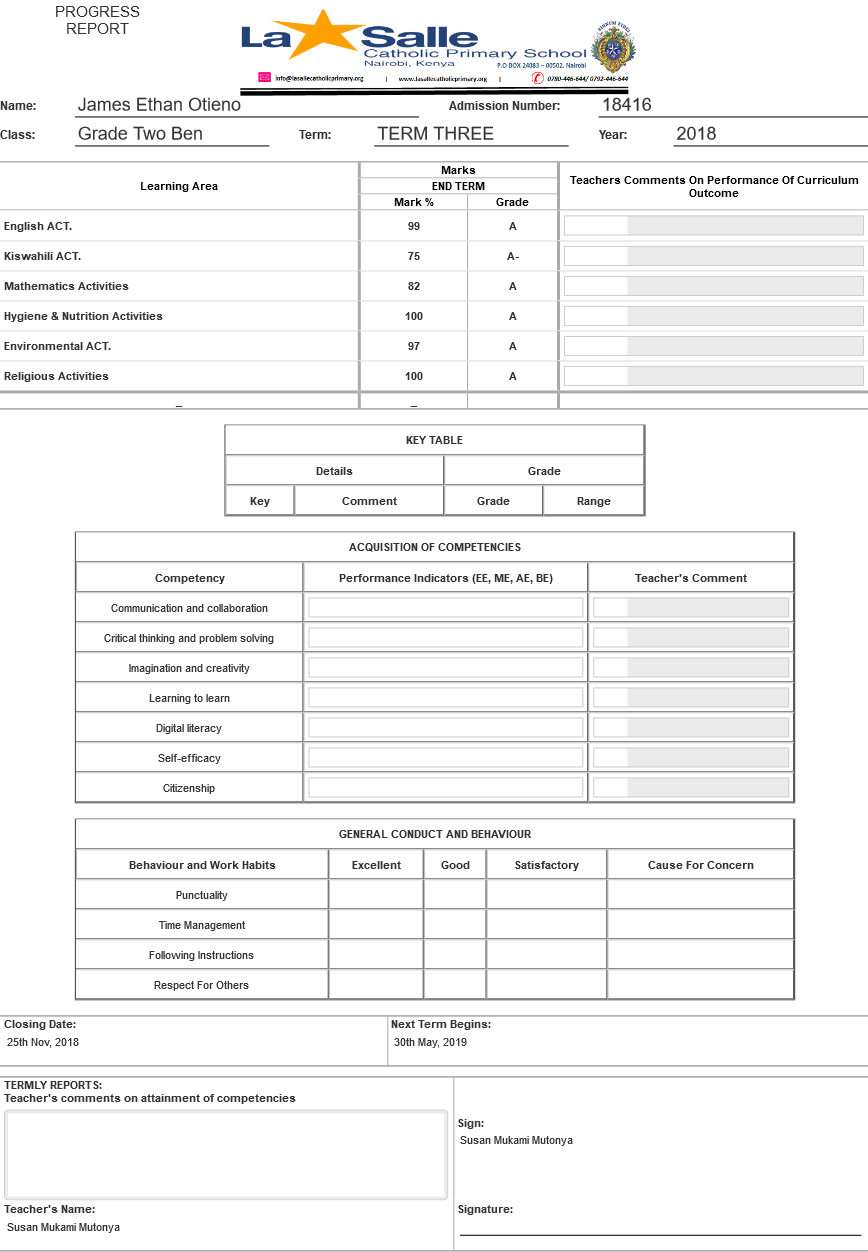 PROGRESS
REPORT
La Salle
Catholic Primary School
Nairobi, Kenya
P.O BOX 24083 – 00502, Nairobi
info@lasallecatholicprimary.org | www.lasallecatholicprimary.org | 0780-446-644/ 0792-446-644
Name: James Ethan Otieno Admission Number: 18416
Class: Grade Two Ben Term: TERM THREE Year: 2018
Learning Area Marks Teachers Comments On Performance Of Curriculum Outcome
END TERM
Mark % Grade
English ACT. 99 A
Kiswahili ACT. 75 A-
Mathematics Activities 82 A
Hygiene & Nutrition Activities 100 A
Environmental ACT. 97 A
Religious Activities 100 A
_ _
KEY TABLE
Details Grade
Key Comment Grade Range
ACQUISITION OF COMPETENCIES
Competency Performance Indicators (EE, ME, AE, BE) Teacher's Comment
Communication and collaboration
Critical thinking and problem solving
Imagination and creativity
Learning to learn
Digital literacy
Self-efficacy
Citizenship
GENERAL CONDUCT AND BEHAVIOUR
Behaviour and Work Habits Excellent Good Satisfactory Cause For Concern
Punctuality
Time Management
Following Instructions
Respect For Others
Closing Date: Next Term Begins:
25th Nov, 2018 30th May, 2019
TERMLY REPORTS:
Teacher's comments on attainment of competencies
Sign:
Susan Mukami Mutonya
Teacher's Name: Signature:
Susan Mukami Mutonya